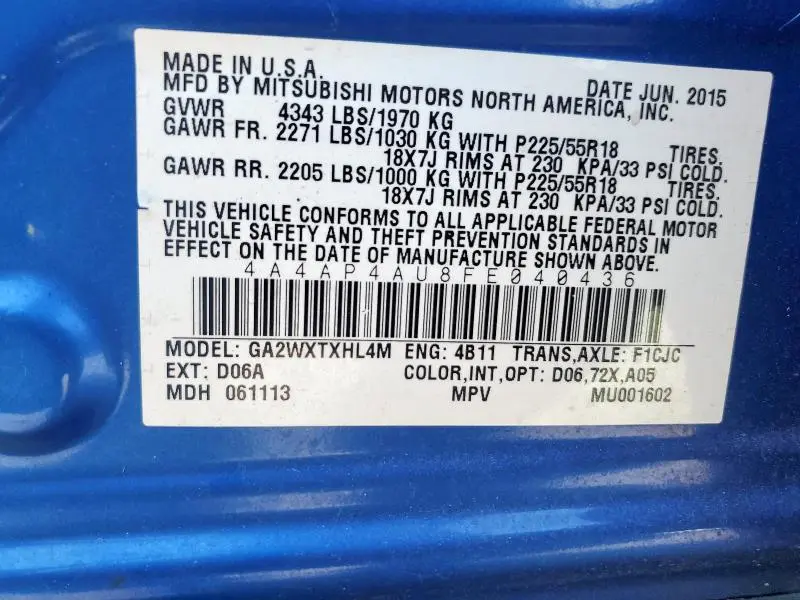 MADE IN U.S.A.
MFD BY MITSUBISHI MOTORS NORTH AMERICA, INC. DATE JUN. 2015
GVWR 4343 LBS/1970 KG
GAWR FR. 2271 LBS/1030 KG WITH P225/55R18 TIRES,
18X7J RIMS AT 230 KPA/33 PSI COLD.
GAWR RR. 2205 LBS/1000 KG WITH P225/55R18 TIRES,
18X7J RIMS AT 230 KPA/33 PSI COLD.
THIS VEHICLE CONFORMS TO ALL APPLICABLE FEDERAL MOTOR
VEHICLE SAFETY AND THEFT PREVENTION STANDARDS IN
EFFECT ON THE DATE OF MANUFACTURE SHOWN ABOVE.
4A4AP4AU8FE040436
MODEL: GA2WXTXHL4M ENG: 4B11 TRANS,AXLE: F1CJC
EXT: D06A COLOR,INT,OPT: D06,72X,A05
MDH 061113 MPV MU001602